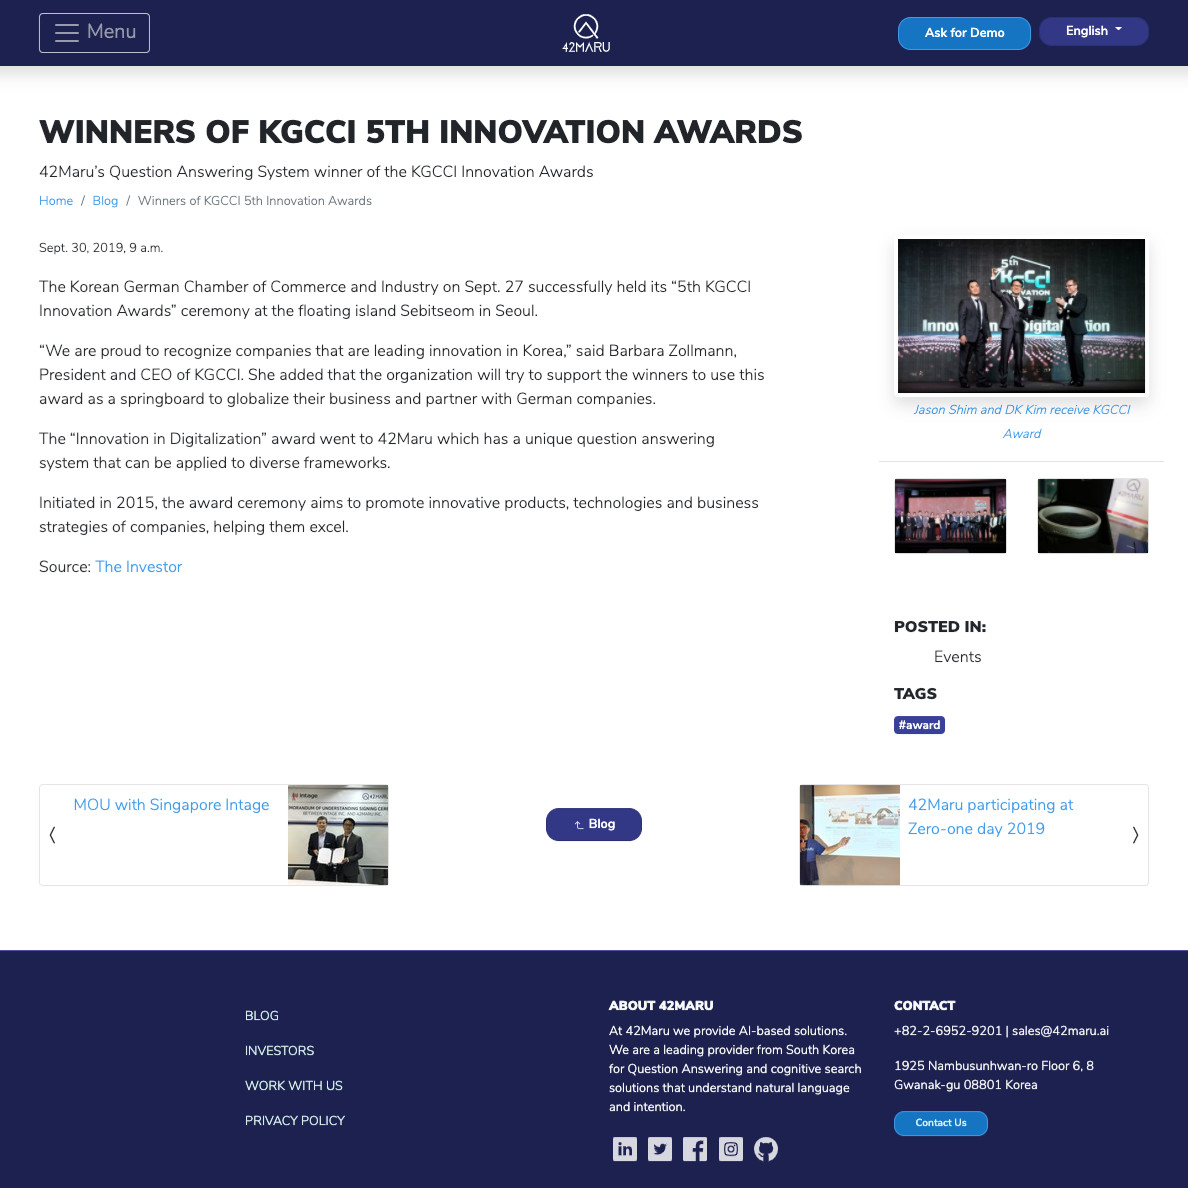 Menu
42MARU
Ask for Demo
English
WINNERS OF KGCCI 5TH INNOVATION AWARDS
42Maru's Question Answering System winner of the KGCCI Innovation Awards
Home / Blog / Winners of KGCCI 5th Innovation Awards
Sept. 30, 2019, 9 a.m.
The Korean German Chamber of Commerce and Industry on Sept. 27 successfully held its “5th KGCCI
Innovation Awards” ceremony at the floating island Sebitseom in Seoul.
“We are proud to recognize companies that are leading innovation in Korea,” said Barbara Zollmann,
President and CEO of KGCCI. She added that the organization will try to support the winners to use this
award as a springboard to globalize their business and partner with German companies.
The “Innovation in Digitalization” award went to 42Maru which has a unique question answering
system that can be applied to diverse frameworks.
Initiated in 2015, the award ceremony aims to promote innovative products, technologies and business
strategies of companies, helping them excel.
Source: The Investor
5th
KGCCI
Jason Shim and DK Kim receive KGCCI
Award
42MARU
POSTED IN:
Events
TAGS
#award
MOU with Singapore Intage
intage
42MARU
BETWEEN INTAGE INC. AND 42MARU INC.
Blog
42Maru participating at
Zero-one day 2019
BLOG
INVESTORS
WORK WITH US
PRIVACY POLICY
ABOUT 42MARU
At 42Maru we provide AI-based solutions.
We are a leading provider from South Korea
for Question Answering and cognitive search
solutions that understand natural language
and intention.
CONTACT
+82-2-6952-9201 | sales@42maru.ai
1925 Nambusunhwan-ro Floor 6, 8
Gwanak-gu 08801 Korea
Contact Us